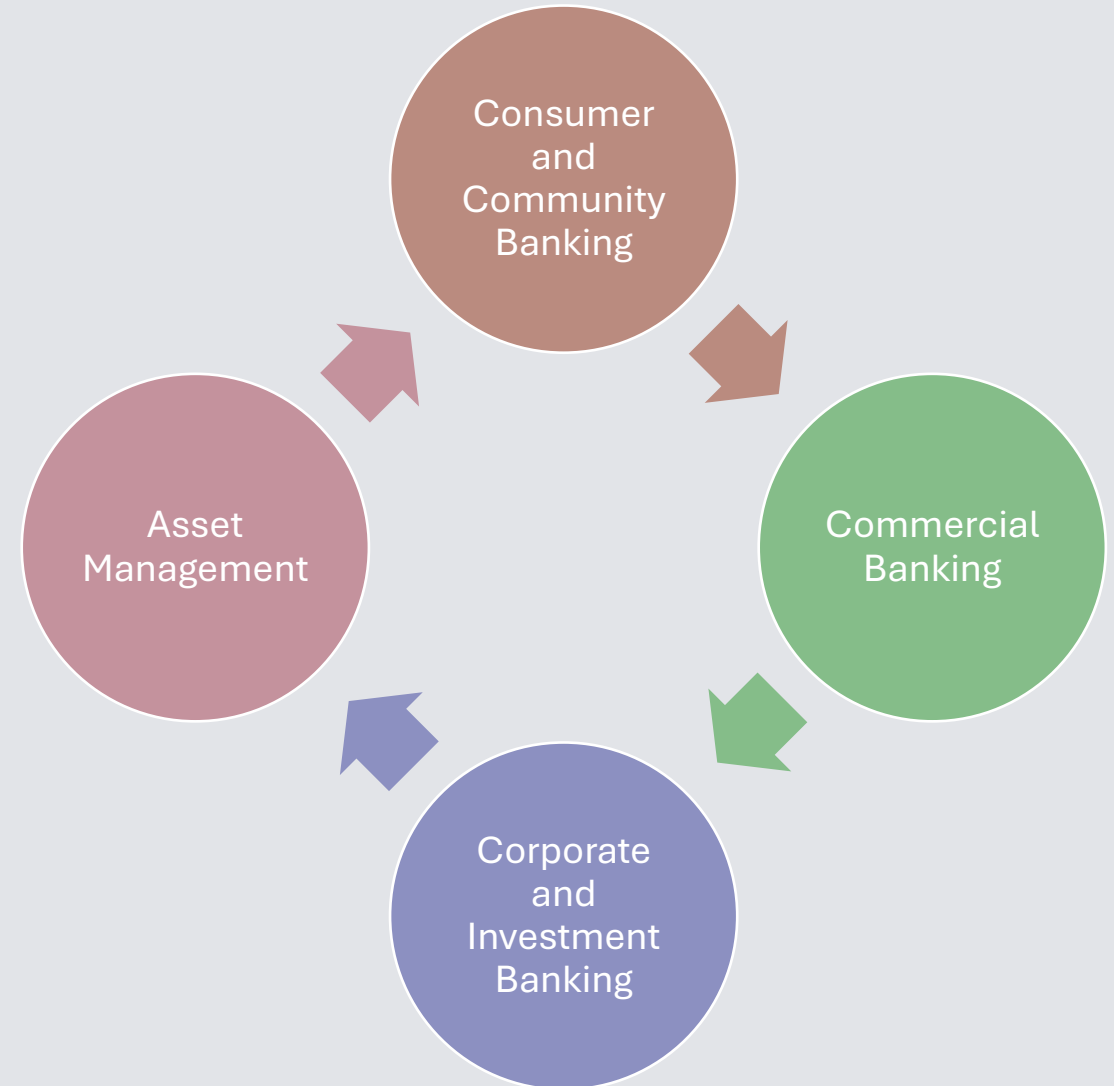 Consumer
and
Community
Banking
Asset
Management
Commercial
Banking
Corporate
and
Investment
Banking